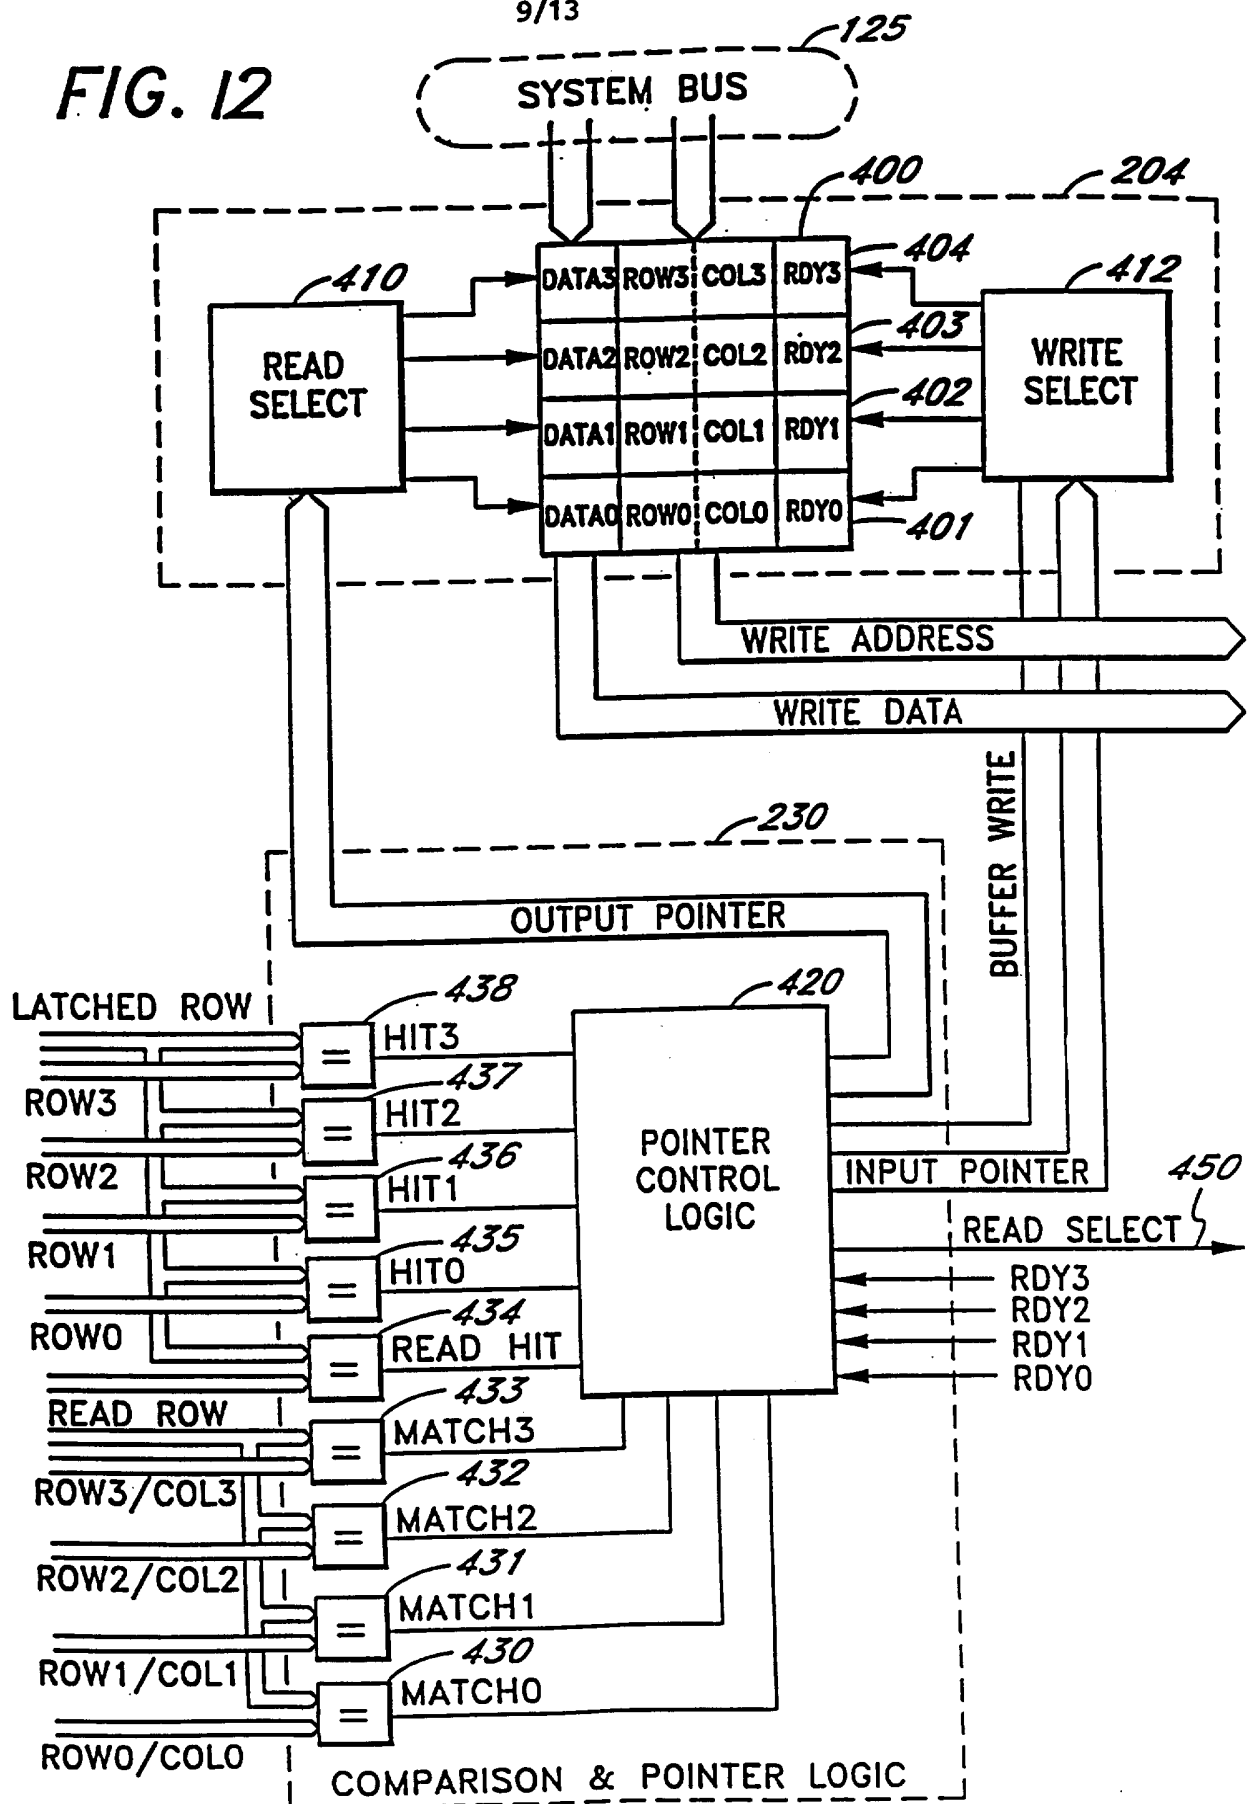 9/13
FIG. 12
125
SYSTEM BUS
400
204
410
404
412
DATA3 ROW3 COL3 RDY3
403
READ SELECT
DATA2 ROW2 COL2 RDY2
WRITE SELECT
402
DATA1 ROW1 COL1 RDY1
DATA0 ROW0 COL0 RDY0
401
WRITE ADDRESS
WRITE DATA
BUFFER WRITE
230
OUTPUT POINTER
438
420
LATCHED ROW
HIT3
437
ROW3
HIT2
POINTER CONTROL LOGIC
436
ROW2
HIT1
INPUT POINTER
450
435
READ SELECT
ROW1
HIT0
RDY3
434
RDY2
ROW0
READ HIT
RDY1
433
RDY0
READ ROW
MATCH3
432
ROW3/COL3
MATCH2
431
ROW2/COL2
MATCH1
430
ROW1/COL1
MATCH0
ROW0/COL0
COMPARISON & POINTER LOGIC
=
=
=
=
=
=
=
=
=